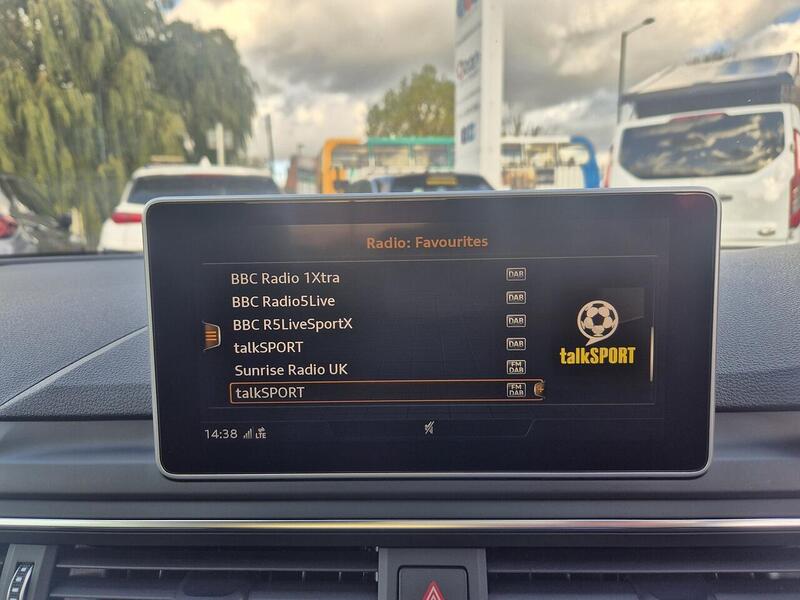 Radio: Favourites
BBC Radio 1Xtra DAB
BBC Radio5Live DAB
BBC R5LiveSportX DAB
talkSPORT DAB
Sunrise Radio UK FM DAB
talkSPORT FM DAB
talkSPORT
14:38 LTE